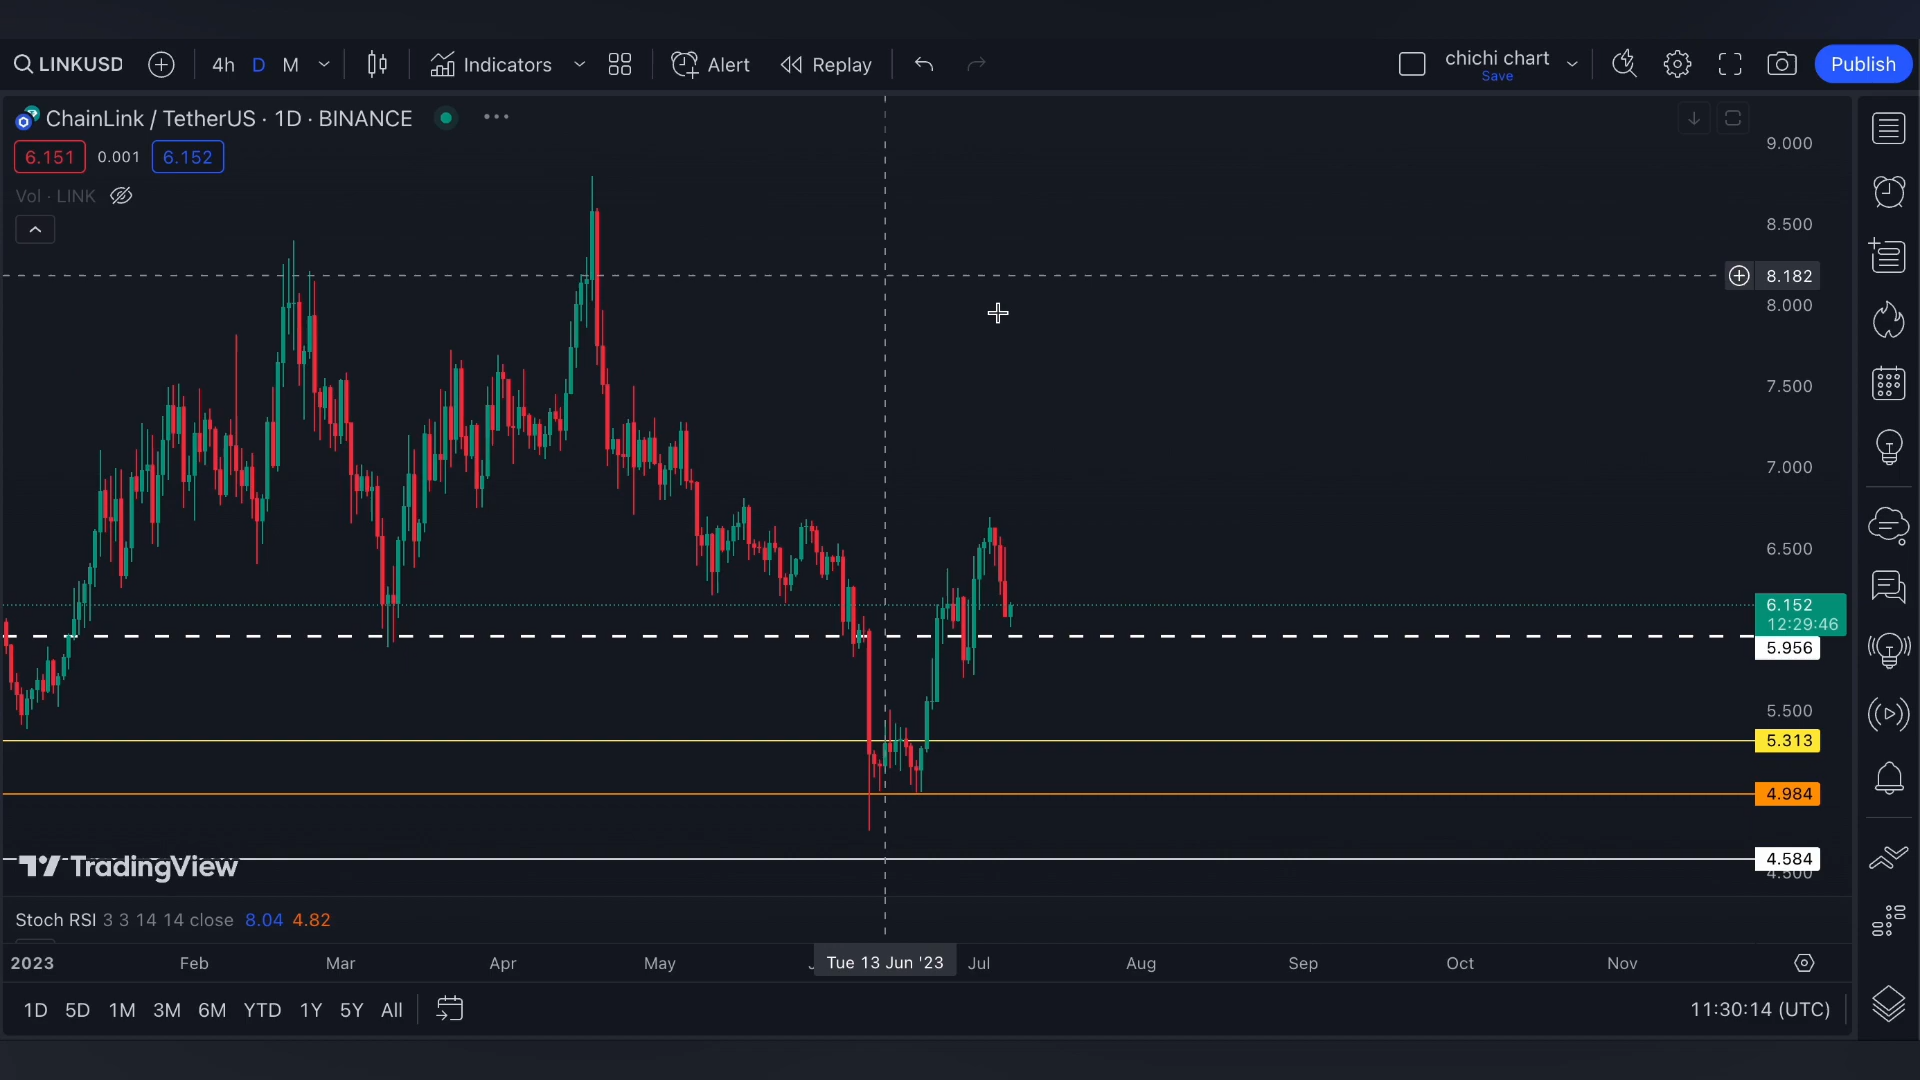 LINKUSD 4h D M Indicators Alert Replay chichi chart Save Publish
ChainLink / TetherUS · 1D · BINANCE
6.151 0.001 6.152
Vol · LINK
9.000
8.500
8.182
8.000
7.500
7.000
6.500
6.152
12:29:46
5.956
5.500
5.313
4.984
4.584
4.500
TradingView
Stoch RSI 3 3 14 14 close 8.04 4.82
2023 Feb Mar Apr May Tue 13 Jun '23 Jul Aug Sep Oct Nov
1D 5D 1M 3M 6M YTD 1Y 5Y All 11:30:14 (UTC)